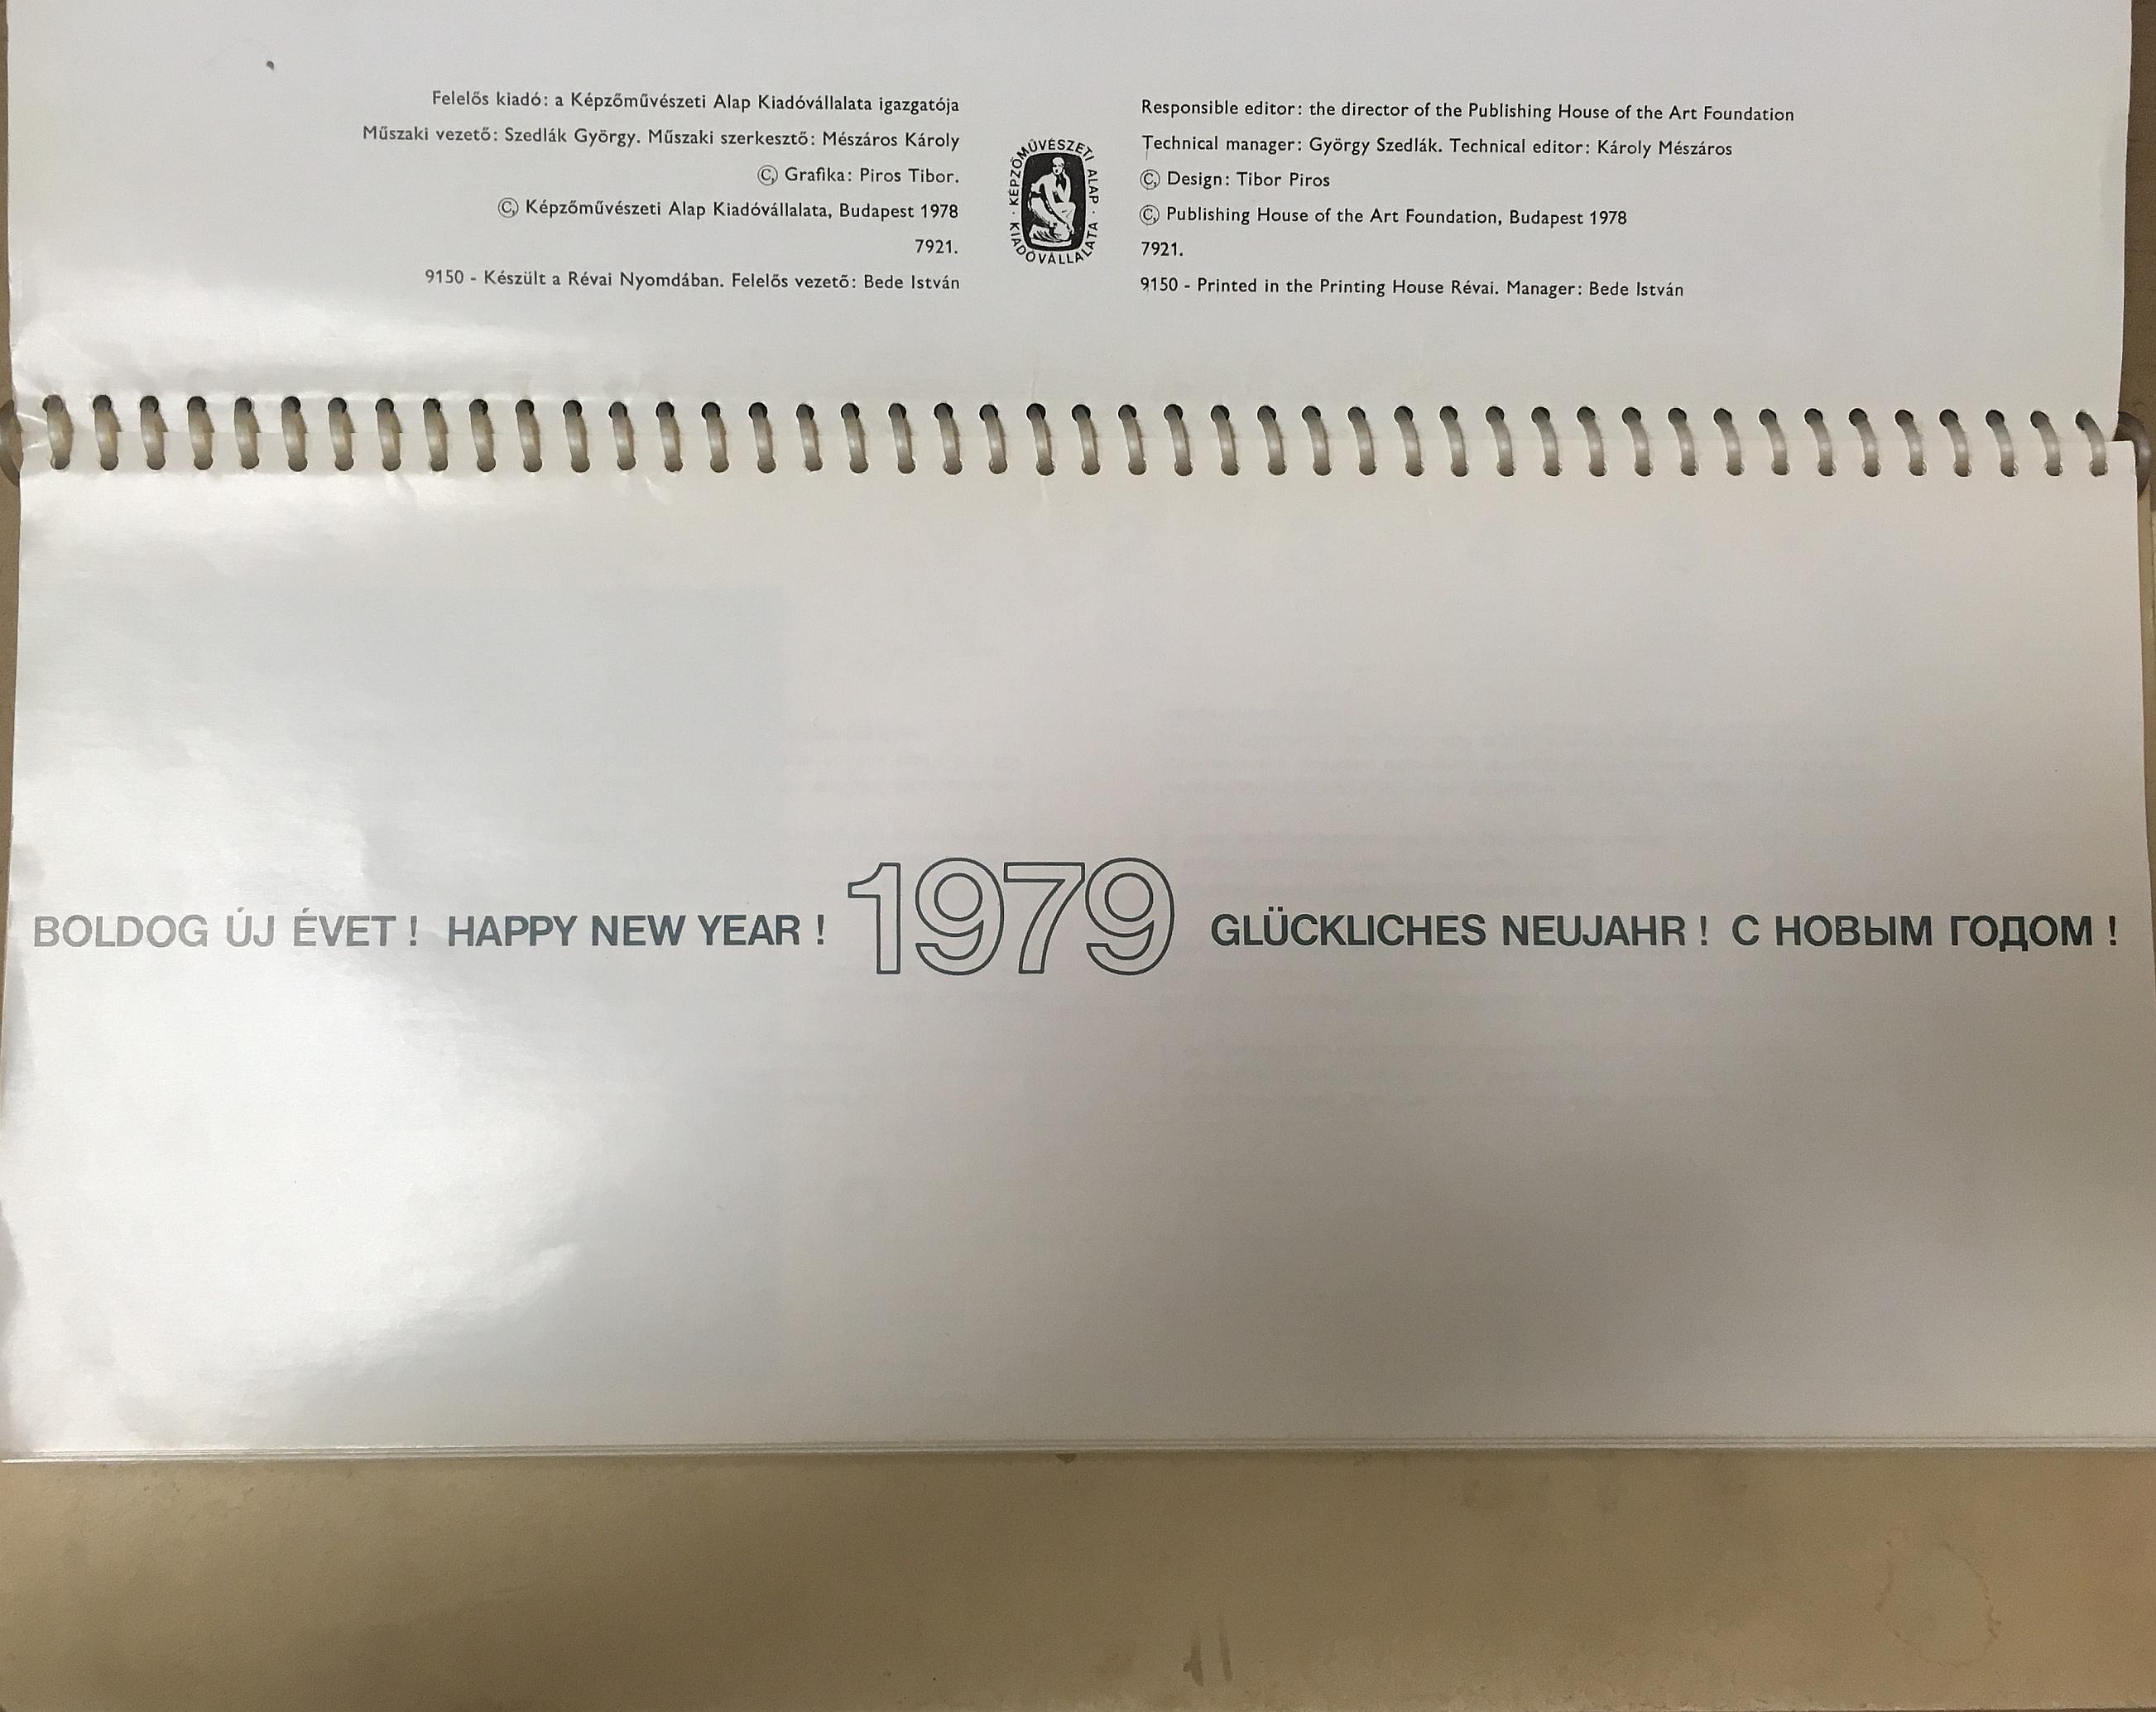 Felelős kiadó: a Képzőművészeti Alap Kiadóvállalata igazgatója
Műszaki vezető: Szedlák György. Műszaki szerkesztő: Mészáros Károly
© Grafika: Piros Tibor.
© Képzőművészeti Alap Kiadóvállalata, Budapest 1978
7921.
9150 - Készült a Révai Nyomdában. Felelős vezető: Bede István
KÉPZŐMŰVÉSZETI ALAP · KIADÓVÁLLALATA ·
Responsible editor: the director of the Publishing House of the Art Foundation
Technical manager: György Szedlák. Technical editor: Károly Mészáros
© Design: Tibor Piros
© Publishing House of the Art Foundation, Budapest 1978
7921.
9150 - Printed in the Printing House Révai. Manager: Bede István
BOLDOG ÚJ ÉVET ! HAPPY NEW YEAR ! 1979 GLÜCKLICHES NEUJAHR ! С НОВЫМ ГОДОМ !